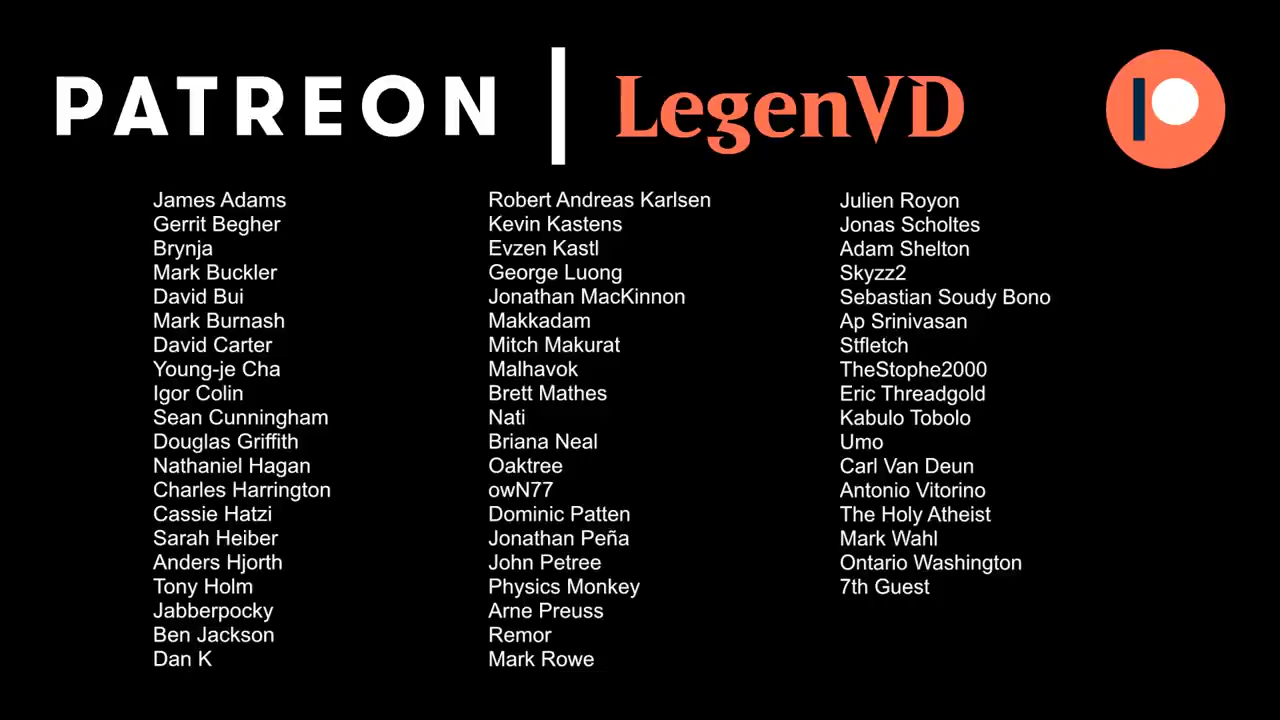 PATREON | LegenVD
James Adams
Gerrit Begher
Brynja
Mark Buckler
David Bui
Mark Burnash
David Carter
Young-je Cha
Igor Colin
Sean Cunningham
Douglas Griffith
Nathaniel Hagan
Charles Harrington
Cassie Hatzi
Sarah Heiber
Anders Hjorth
Tony Holm
Jabberpocky
Ben Jackson
Dan K
Robert Andreas Karlsen
Kevin Kastens
Evzen Kastl
George Luong
Jonathan MacKinnon
Makkadam
Mitch Makurat
Malhavok
Brett Mathes
Nati
Briana Neal
Oaktree
owN77
Dominic Patten
Jonathan Peña
John Petree
Physics Monkey
Arne Preuss
Remor
Mark Rowe
Julien Royon
Jonas Scholtes
Adam Shelton
Skyzz2
Sebastian Soudy Bono
Ap Srinivasan
Stfletch
TheStophe2000
Eric Threadgold
Kabulo Tobolo
Umo
Carl Van Deun
Antonio Vitorino
The Holy Atheist
Mark Wahl
Ontario Washington
7th Guest